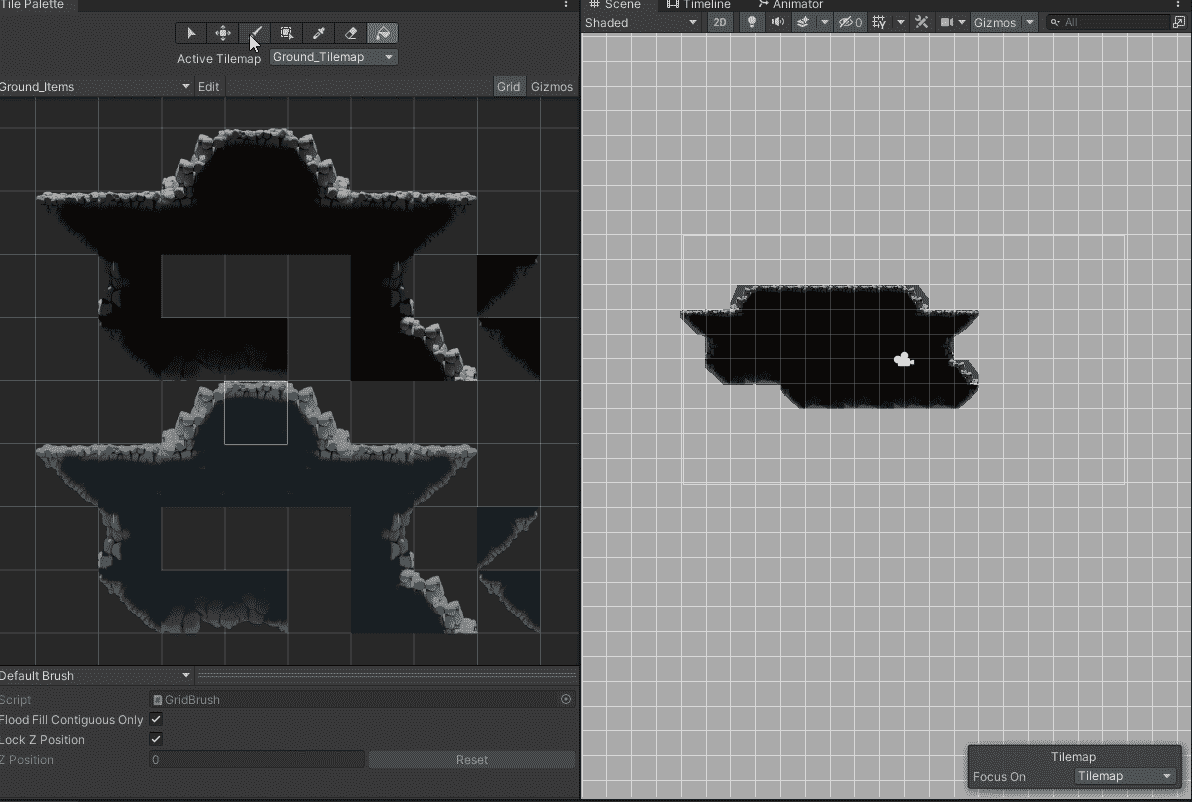 Tile Palette
Scene Timeline Animator
Shaded 2D 0 Gizmos All
Active Tilemap Ground_Tilemap
Ground_Items Edit Grid Gizmos
Default Brush
Script GridBrush
Flood Fill Contiguous Only
Lock Z Position
Z Position 0 Reset
Tilemap
Focus On Tilemap